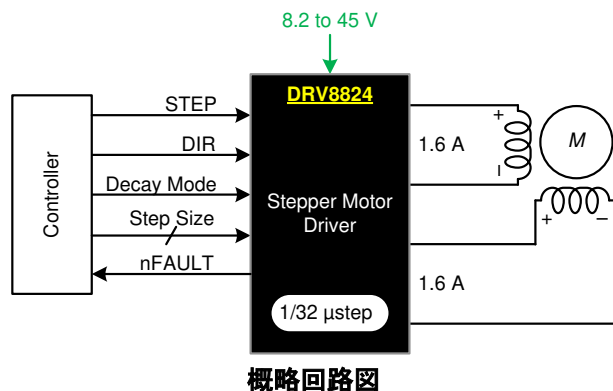 8.2 to 45 V
DRV8824
Controller
STEP
DIR
Decay Mode
Step Size
nFAULT
Stepper Motor
Driver
1/32 µstep
1.6 A
+
−
M
+
−
1.6 A
概略回路図